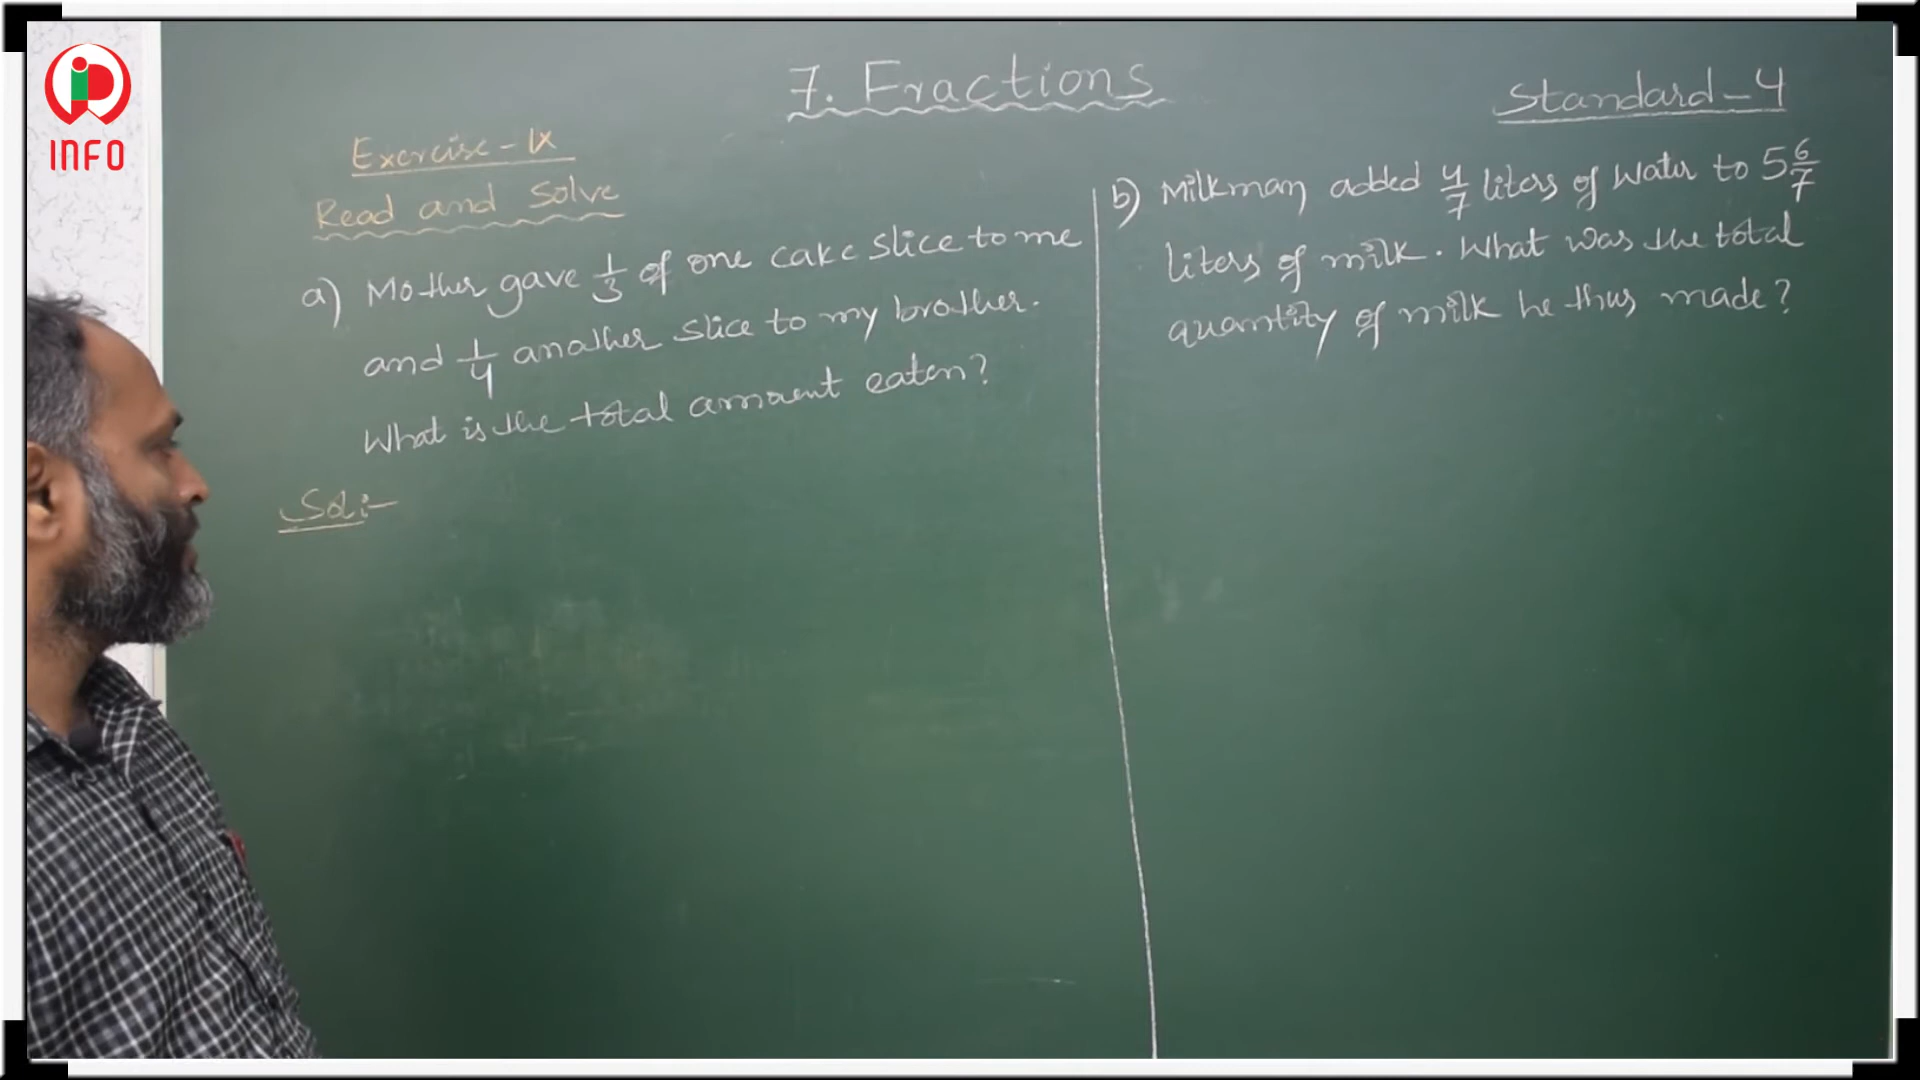 INFO
7. Fractions
Standard-4
Exercise-IX
Read and Solve
a) Mother gave 1/3 of one cake slice to me
and 1/4 another slice to my brother.
What is the total amount eaten?
Sol:-
b) Milkman added 4/7 liters of water to 5 6/7
liters of milk. What was the total
quantity of milk he thus made?